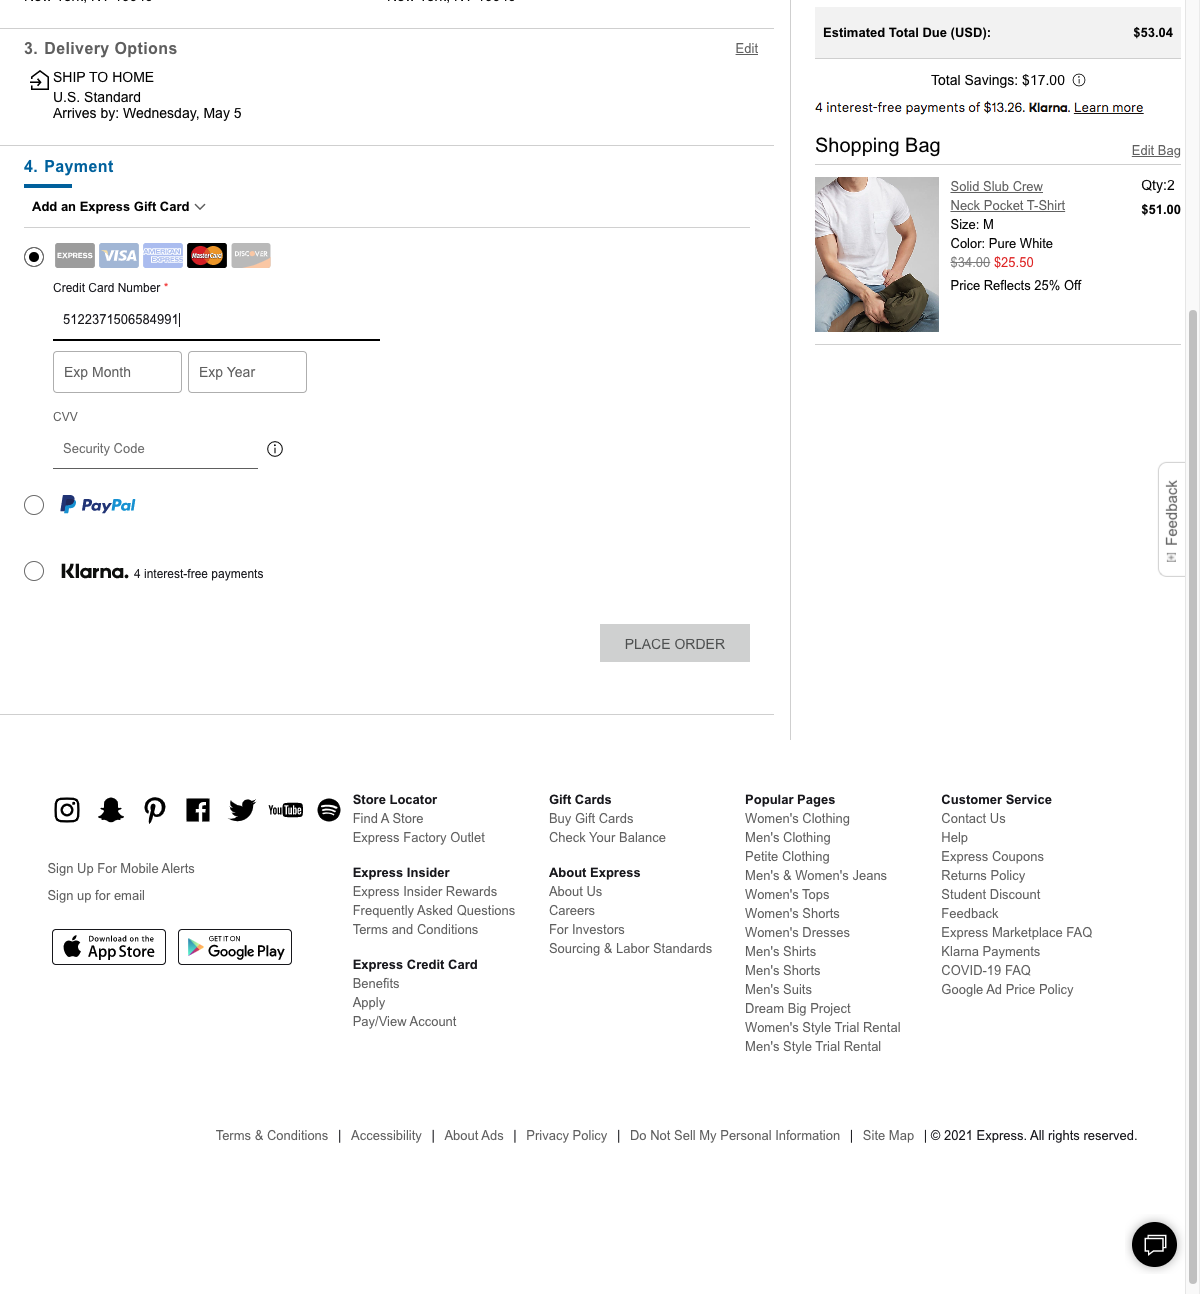 3. Delivery Options
Edit
SHIP TO HOME
U.S. Standard
Arrives by: Wednesday, May 5
4. Payment
Add an Express Gift Card
EXPRESS
VISA
AMERICAN EXPRESS
MasterCard
DISCOVER
Credit Card Number *
5122371506584991
Exp Month
Exp Year
CVV
Security Code
PayPal
Klarna. 4 interest-free payments
PLACE ORDER
Estimated Total Due (USD): $53.04
Total Savings: $17.00
4 interest-free payments of $13.26. Klarna. Learn more
Shopping Bag
Edit Bag
Solid Slub Crew
Neck Pocket T-Shirt
Size: M
Color: Pure White
$34.00 $25.50
Price Reflects 25% Off
Qty:2
$51.00
Feedback
YouTube
Sign Up For Mobile Alerts
Sign up for email
Download on the
App Store
GET IT ON
Google Play
Store Locator
Find A Store
Express Factory Outlet
Express Insider
Express Insider Rewards
Frequently Asked Questions
Terms and Conditions
Express Credit Card
Benefits
Apply
Pay/View Account
Gift Cards
Buy Gift Cards
Check Your Balance
About Express
About Us
Careers
For Investors
Sourcing & Labor Standards
Popular Pages
Women's Clothing
Men's Clothing
Petite Clothing
Men's & Women's Jeans
Women's Tops
Women's Shorts
Women's Dresses
Men's Shirts
Men's Shorts
Men's Suits
Dream Big Project
Women's Style Trial Rental
Men's Style Trial Rental
Customer Service
Contact Us
Help
Express Coupons
Returns Policy
Student Discount
Feedback
Express Marketplace FAQ
Klarna Payments
COVID-19 FAQ
Google Ad Price Policy
Terms & Conditions | Accessibility | About Ads | Privacy Policy | Do Not Sell My Personal Information | Site Map | © 2021 Express. All rights reserved.